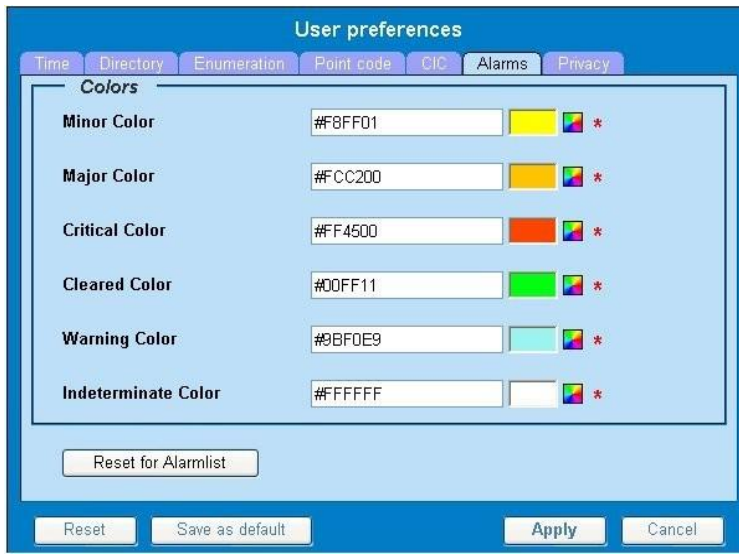 User preferences
Time Directory Enumeration Point code CIC Alarms Privacy
Colors
Minor Color #F8FF01 *
Major Color #FCC200 *
Critical Color #FF4500 *
Cleared Color #00FF11 *
Warning Color #9BF0E9 *
Indeterminate Color #FFFFFF *
Reset for Alarmlist
Reset Save as default Apply Cancel